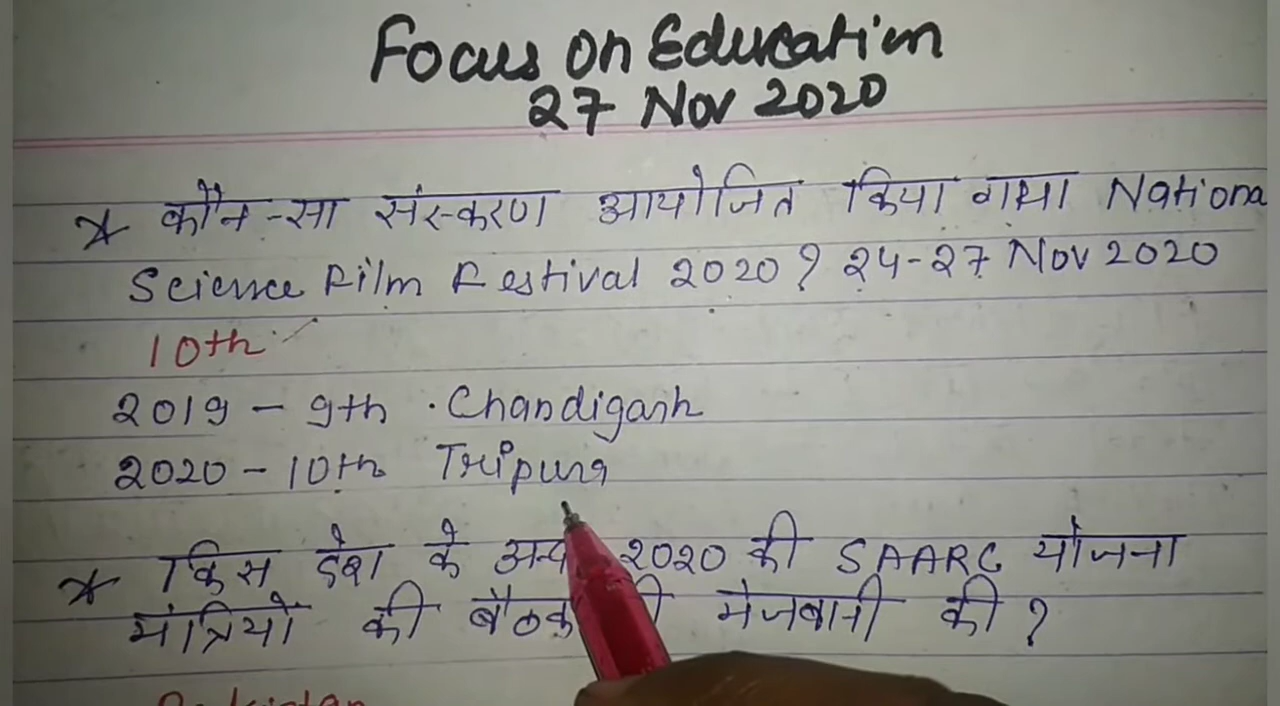 Focus on Education
27 Nov 2020
* कौन-सा संस्करण आयोजित किया गया Nationa
Science Film Festival 2020? 24-27 Nov 2020
10th
2019 - 9th . Chandigarh
2020 - 10th Tripura
* किस देश के 2020 की SAARC योजना
मंत्रियों की बैठक की मेजबानी की ?